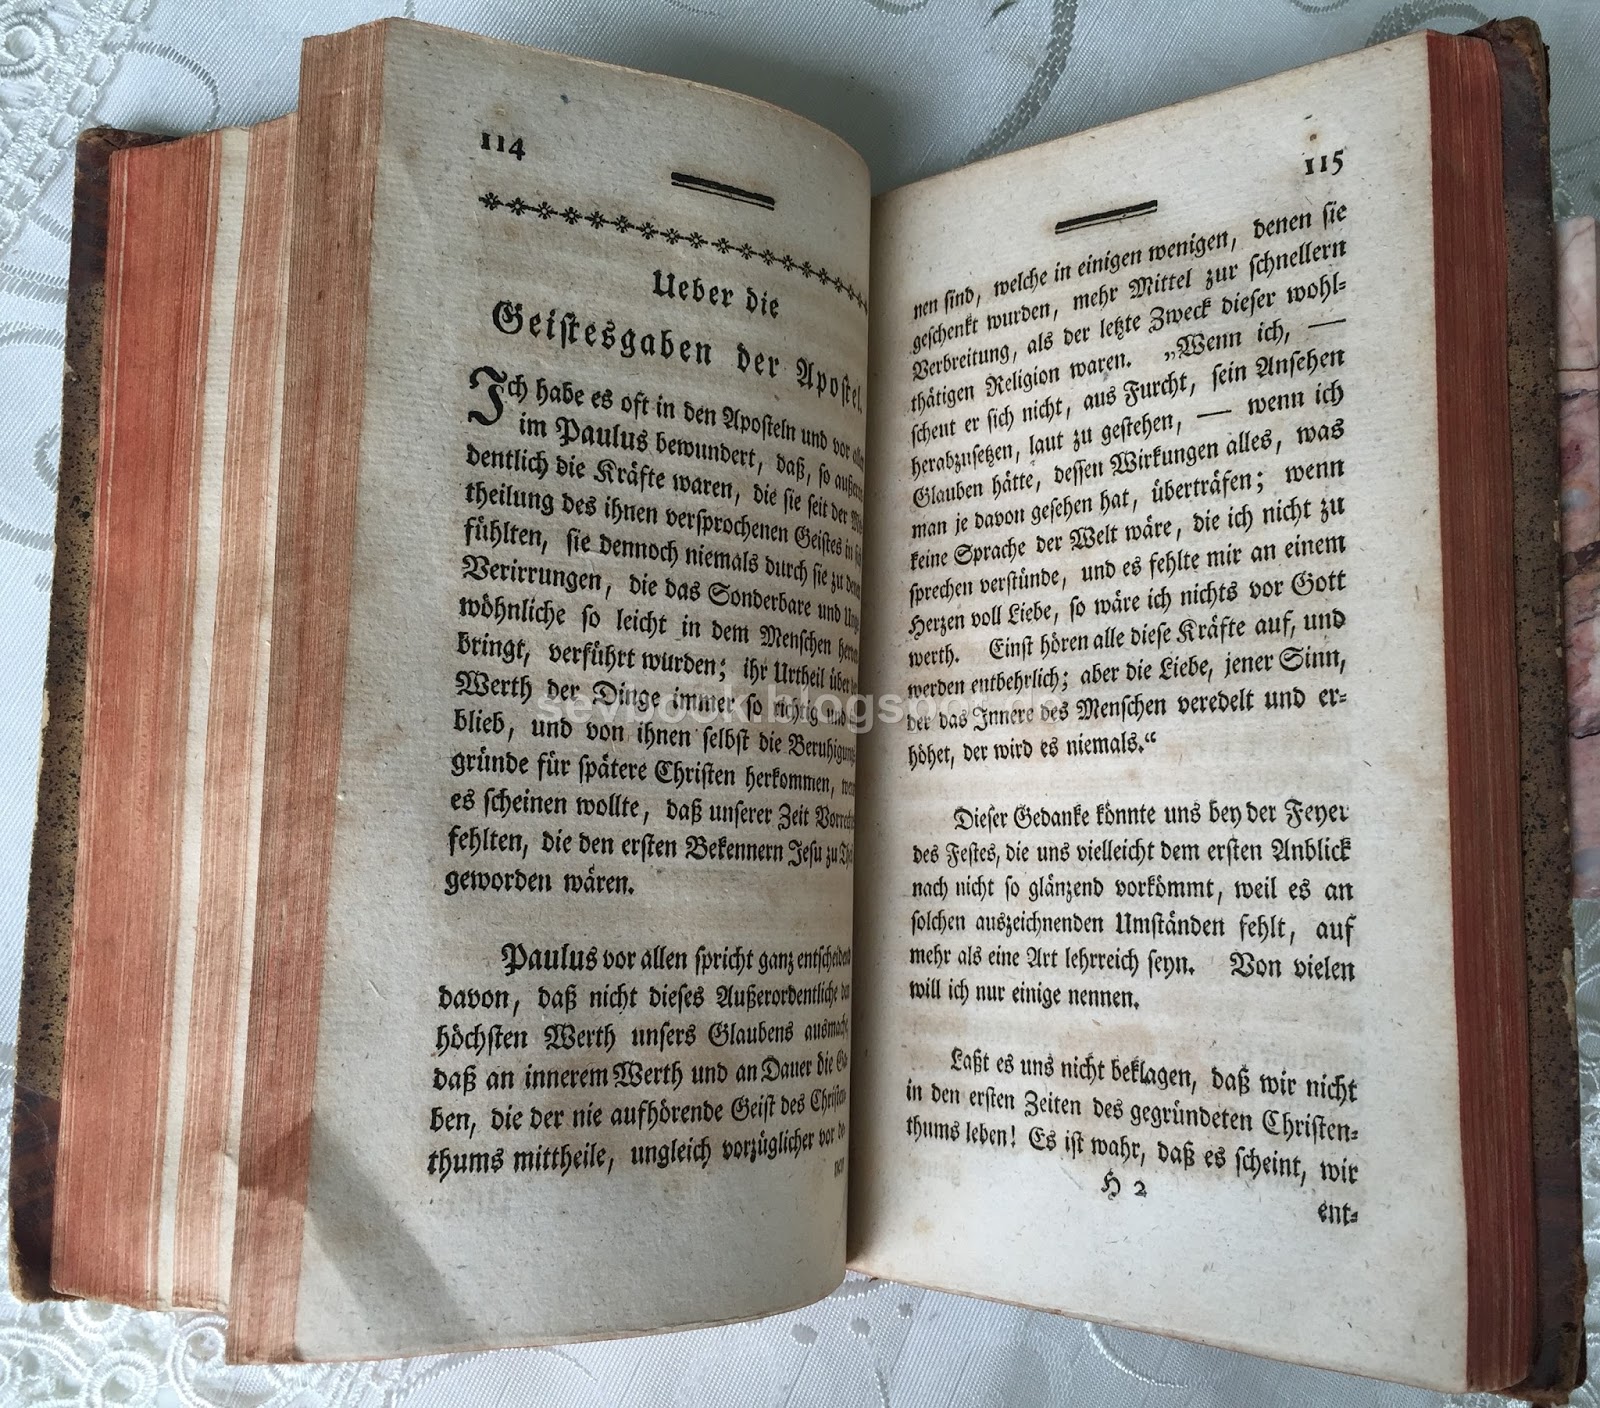 114
Ueber die
Geistesgaben der Apostel.
Ich habe es oft in den Aposteln und vor allen
im Paulus bewundert, daß, so außeror-
dentlich die Kräfte waren, die sie seit der
theilung des ihnen versprochenen Geistes in
fühlten, sie dennoch niemals durch sie zu denen
Verirrungen, die das Sonderbare und Unge-
wöhnliche so leicht in dem Menschen
bringt, verführt wurden; ihr Urtheil über
Werth der Dinge immer so richtig und
blieb, und von ihnen selbst die Beruhigungs-
gründe für spätere Christen herkommen, wenn
es scheinen wollte, daß unserer Zeit Vorrechte
fehlten, die den ersten Bekennern Jesu zu Theil
geworden wären.
Paulus vor allen spricht ganz entscheidend
davon, daß nicht dieses Außerordentliche den
höchsten Werth unsers Glaubens ausmacht,
daß an innerem Werth und an Dauer die Ga-
ben, die der nie aufhörende Geist des Christen-
thums mittheile, ungleich vorzüglicher vor de-
nen
115
nen sind, welche in einigen wenigen, denen sie
geschenkt wurden, mehr Mittel zur schnellern
Verbreitung, als der letzte Zweck dieser wohl-
thätigen Religion waren. „Wenn ich, —
scheut er sich nicht, aus Furcht, sein Ansehen
herabzusetzen, laut zu gestehen, — wenn ich
Glauben hätte, dessen Wirkungen alles, was
man je davon gesehen hat, überträfen; wenn
keine Sprache der Welt wäre, die ich nicht zu
sprechen verstünde, und es fehlte mir an einem
Herzen voll Liebe, so wäre ich nichts vor Gott
werth. Einst hören alle diese Kräfte auf, und
werden entbehrlich; aber die Liebe, jener Sinn,
der das Innere des Menschen veredelt und er-
höhet, der wird es niemals.“
Dieser Gedanke könnte uns bey der Feyer
des Festes, die uns vielleicht dem ersten Anblick
nach nicht so glänzend vorkömmt, weil es an
solchen auszeichnenden Umständen fehlt, auf
mehr als eine Art lehrreich seyn. Von vielen
will ich nur einige nennen.
Laßt es uns nicht beklagen, daß wir nicht
in den ersten Zeiten des gegründeten Christen-
thums leben! Es ist wahr, daß es scheint, wir
H 2
ent-